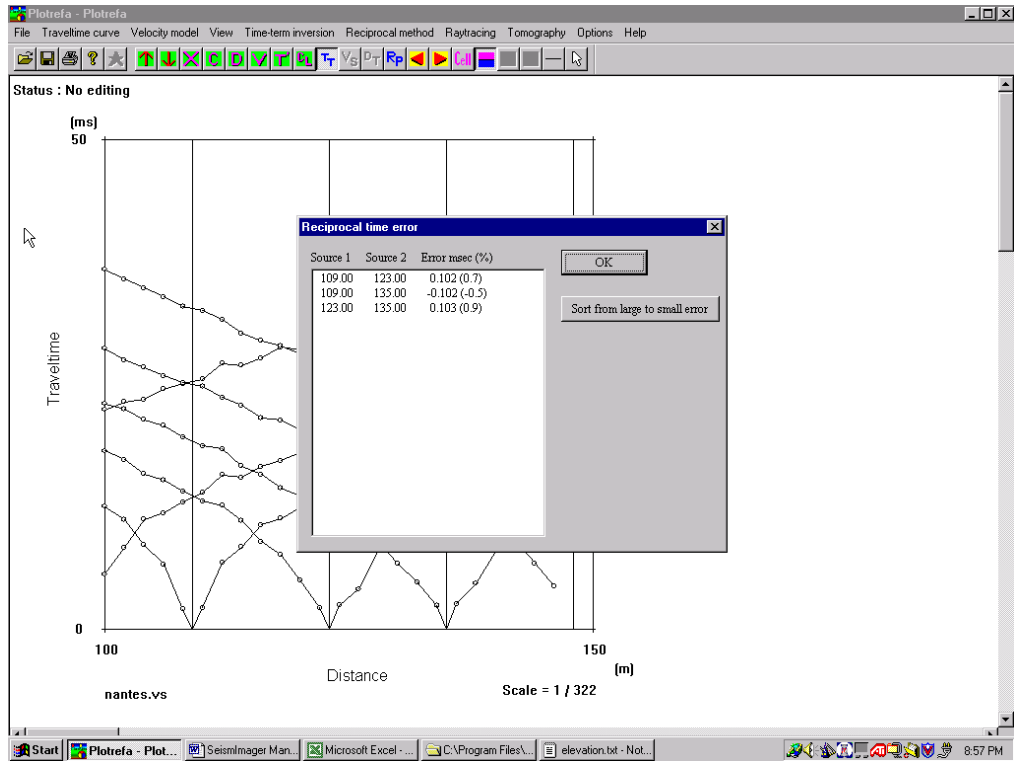 Plotrefa - Plotrefa
File Traveltime curve Velocity model View Time-term inversion Reciprocal method Raytracing Tomography Options Help
Status : No editing
(ms)
50
Traveltime
Reciprocal time error
Source 1 Source 2 Error msec (%)
109.00 123.00 0.102 (0.7)
109.00 135.00 -0.102 (-0.5)
123.00 135.00 0.103 (0.9)
OK
Sort from large to small error
0
100 150
(m)
Distance
nantes.vs
Scale = 1 / 322
Start Plotrefa - Plot... SeismImager Man... Microsoft Excel - ... C:\Program Files\... elevation.txt - Not... 8:57 PM